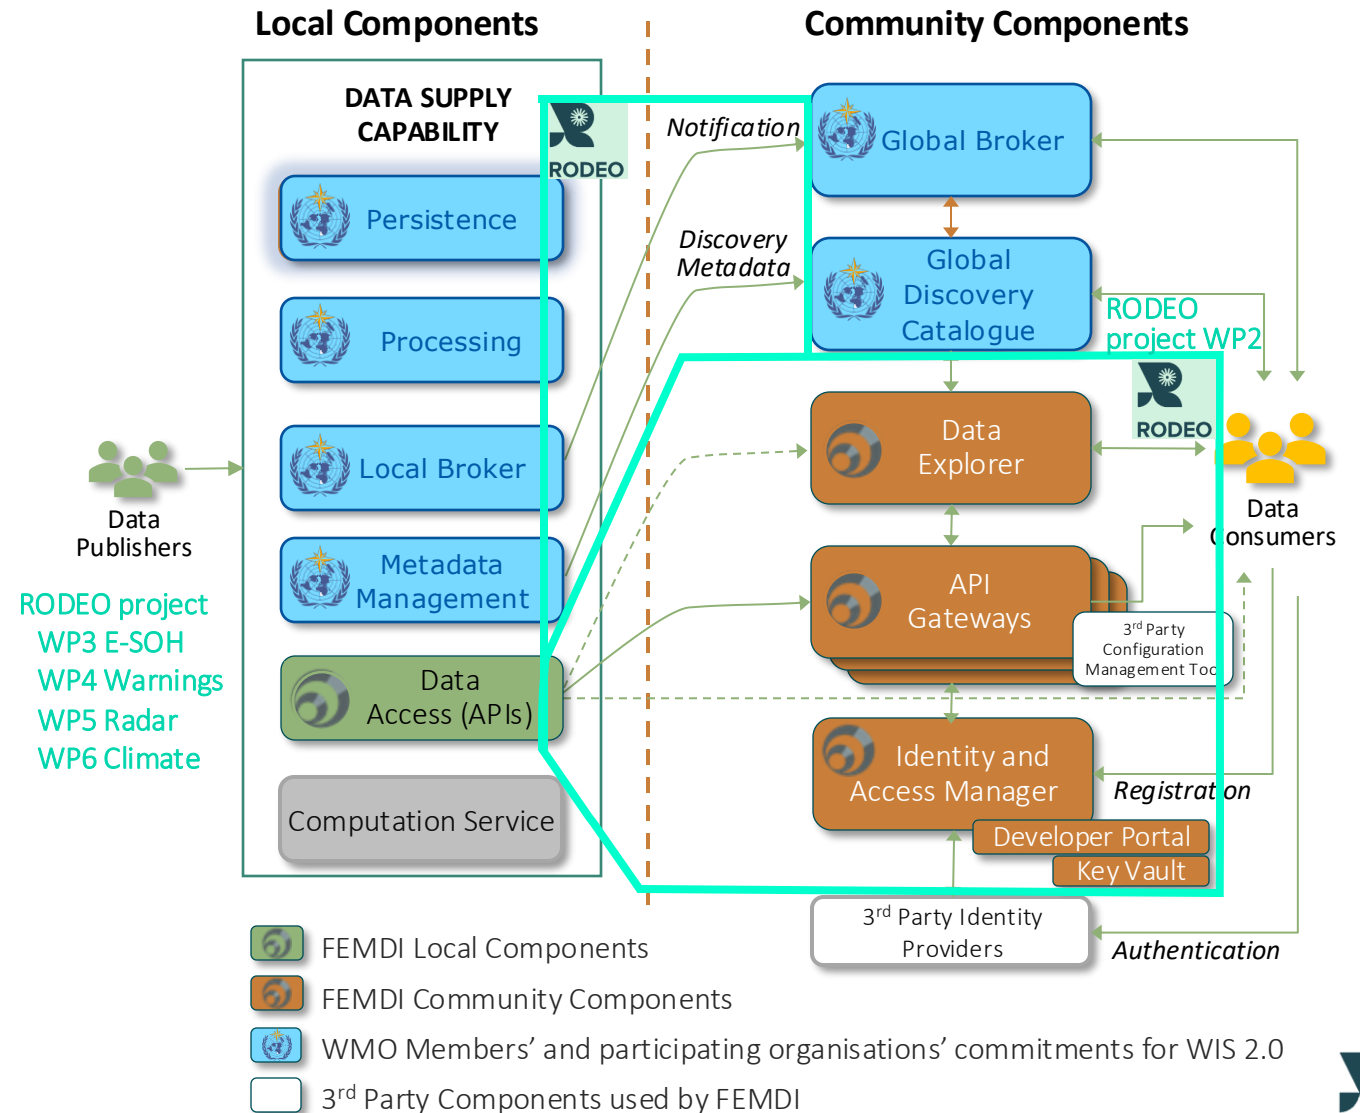 Local Components
Community Components
DATA SUPPLY
CAPABILITY
RODEO
Persistence
Processing
Local Broker
Metadata
Management
Data
Access (APIs)
Computation Service
Data
Publishers
RODEO project
WP3 E-SOH
WP4 Warnings
WP5 Radar
WP6 Climate
Notification
Discovery
Metadata
Global Broker
Global
Discovery
Catalogue
RODEO
project WP2
RODEO
Data
Explorer
API
Gateways
3rd Party
Configuration
Management Tool
Data
Consumers
Identity and
Access Manager
Registration
Developer Portal
Key Vault
3rd Party Identity
Providers
Authentication
FEMDI Local Components
FEMDI Community Components
WMO Members’ and participating organisations’ commitments for WIS 2.0
3rd Party Components used by FEMDI